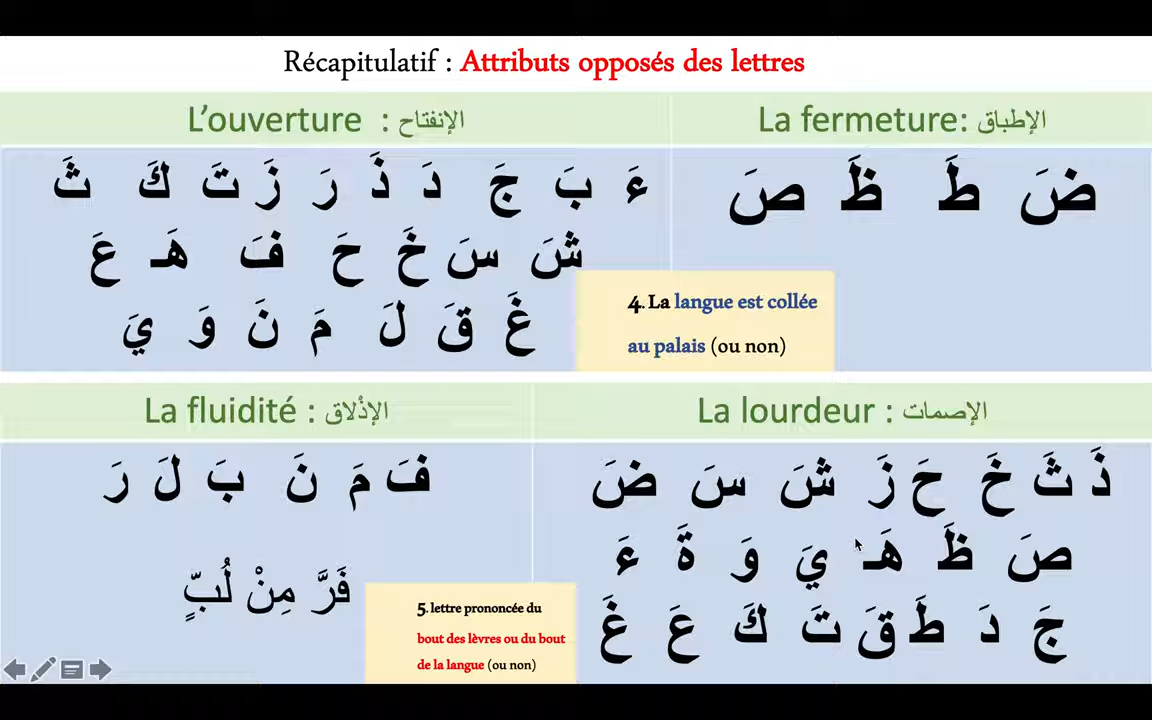 Récapitulatif : Attributs opposés des lettres
L'ouverture : الإنفتاح
La fermeture: الإطباق
ءَ بَ جَ دَ ذَ رَ زَ تَ كَ ثَ
شَ سَ خَ حَ فَ هَـ عَ
غَ قَ لَ مَ نَ وَ يَ
ضَ طَ ظَ صَ
4. La langue est collée
au palais (ou non)
La fluidité : الإذْلاق
La lourdeur : الإصمات
فَ مَ نَ بَ لَ رَ
فَرَّ مِنْ لُبٍّ
5. lettre prononcée du
bout des lèvres ou du bout
de la langue (ou non)
ذَ ثَ خَ حَ زَ شَ سَ ضَ
صَ ظَ هَـ يَ وَ ةَ ءَ
جَ دَ طَ قَ تَ كَ عَ غَ